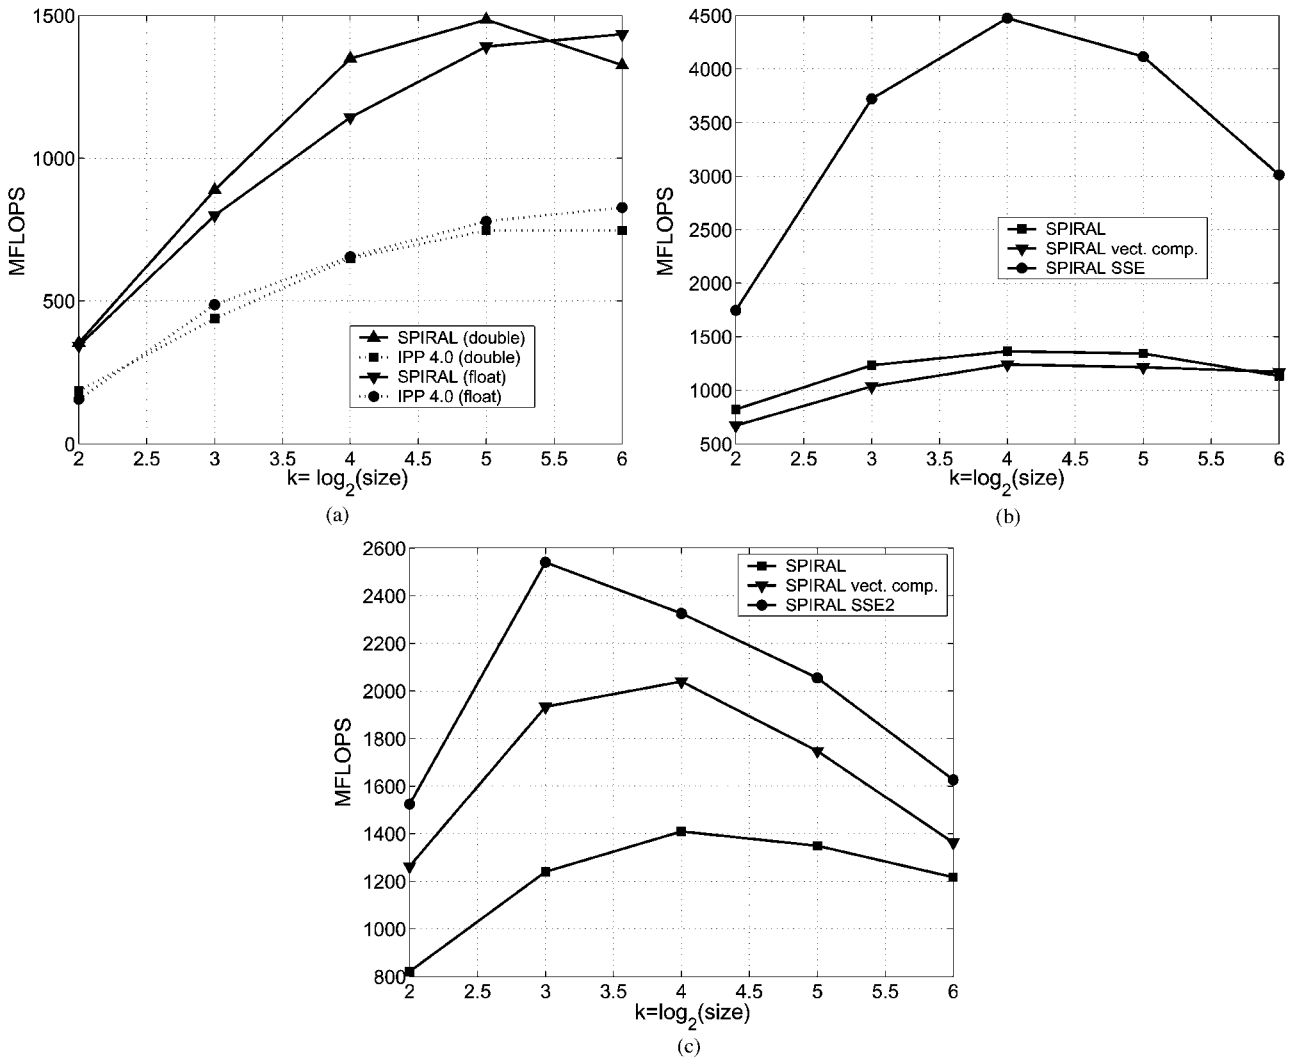 1500
1000
500
0
MFLOPS
SPIRAL (double)
IPP 4.0 (double)
SPIRAL (float)
IPP 4.0 (float)
2 2.5 3 3.5 4 4.5 5 5.5 6
k= log2(size)
(a)
4500
4000
3500
3000
2500
2000
1500
1000
500
MFLOPS
SPIRAL
SPIRAL vect. comp.
SPIRAL SSE
2 2.5 3 3.5 4 4.5 5 5.5 6
k=log2(size)
(b)
2600
2400
2200
2000
1800
1600
1400
1200
1000
800
MFLOPS
SPIRAL
SPIRAL vect. comp.
SPIRAL SSE2
2 2.5 3 3.5 4 4.5 5 5.5 6
k=log2(size)
(c)